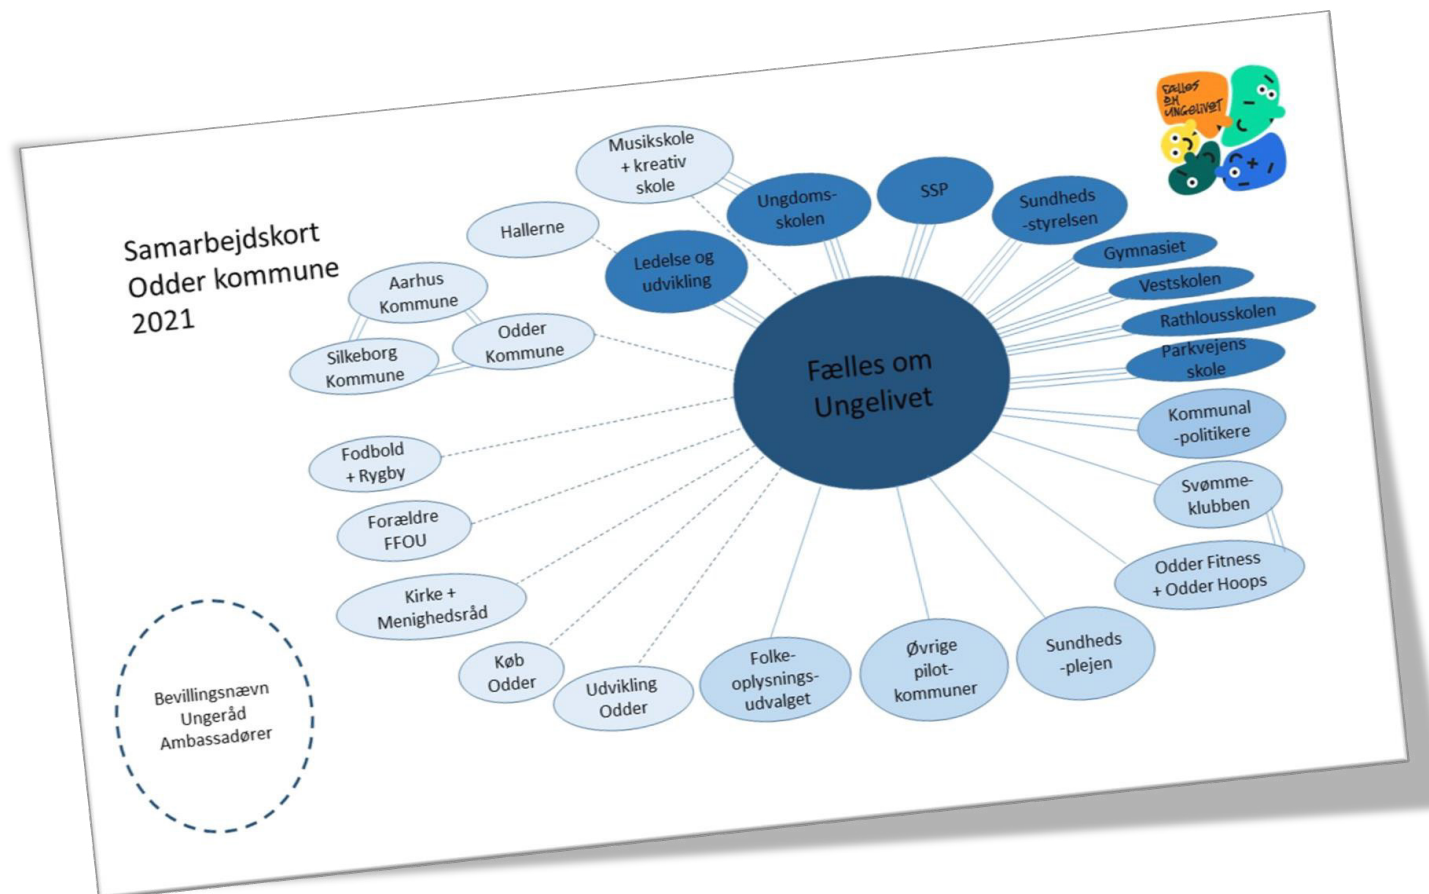 Samarbejdskort
Odder kommune
2021
FÆLLES
OM
UNGELIVET
Musikskole
+ kreativ
skole
Ungdoms-
skolen
SSP
Sundheds
-styrelsen
Hallerne
Ledelse og
udvikling
Gymnasiet
Vestskolen
Rathlousskolen
Parkvejens
skole
Aarhus
Kommune
Odder
Kommune
Silkeborg
Kommune
Fælles om
Ungelivet
Kommunal
-politikere
Svømme-
klubben
Odder Fitness
+ Odder Hoops
Fodbold
+ Rygby
Forældre
FFOU
Kirke +
Menighedsråd
Køb
Odder
Udvikling
Odder
Folke-
oplysnings-
udvalget
Øvrige
pilot-
kommuner
Sundheds
-plejen
Bevillingsnævn
Ungeråd
Ambassadører